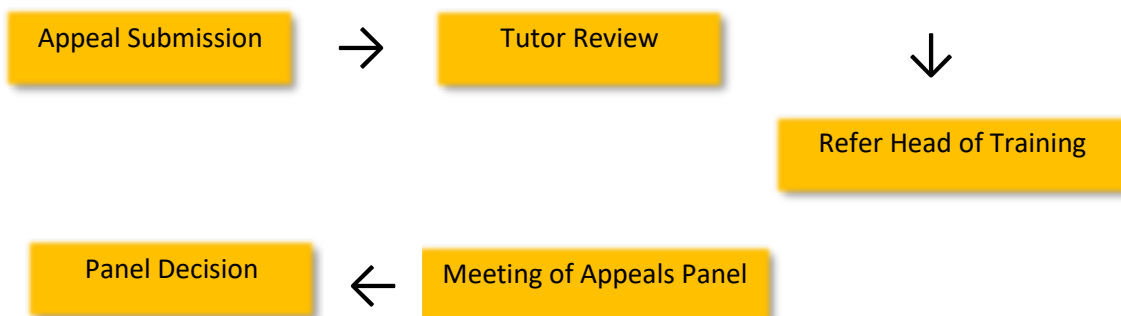 Appeal Submission
Tutor Review
Refer Head of Training
Meeting of Appeals Panel
Panel Decision